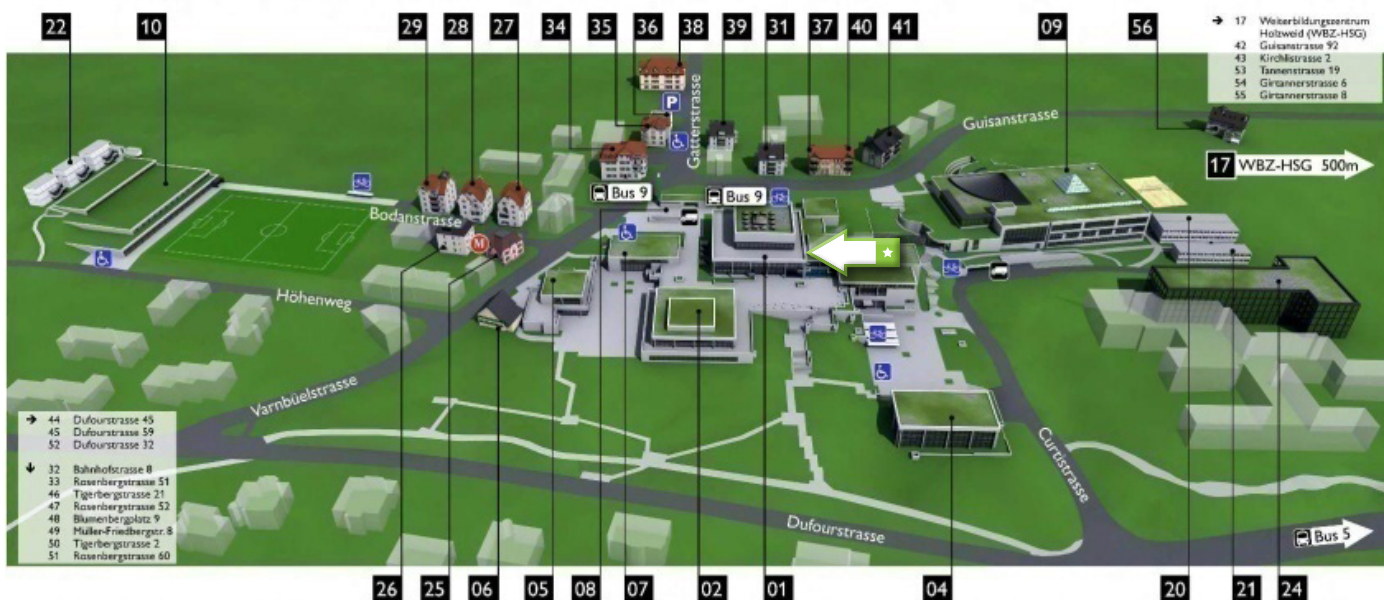 22
10
29
28
27
34
35
36
38
39
31
37
40
41
09
56
→ 17 Weiterbildungszentrum
Holzweid (WBZ-HSG)
42 Guisanstrasse 92
43 Kirchlistrasse 2
53 Tannenstrasse 19
54 Girtannerstrasse 6
55 Girtannerstrasse 8
P
Gatterstrasse
Guisanstrasse
17 WBZ-HSG 500m
Bus 9
Bus 9
Bodanstrasse
M
Höhenweg
Varnbüelstrasse
→ 44 Dufourstrasse 45
45 Dufourstrasse 59
52 Dufourstrasse 32
↓ 32 Bahnhofstrasse 8
33 Rosenbergstrasse 51
46 Tigerbergstrasse 21
47 Rosenbergstrasse 52
48 Blumenbergplatz 9
49 Müller-Friedbergstr. 8
50 Tigerbergstrasse 2
51 Rosenbergstrasse 60
Curtistrasse
Dufourstrasse
Bus 5
26
25
06
05
08
07
02
01
04
20
21
24